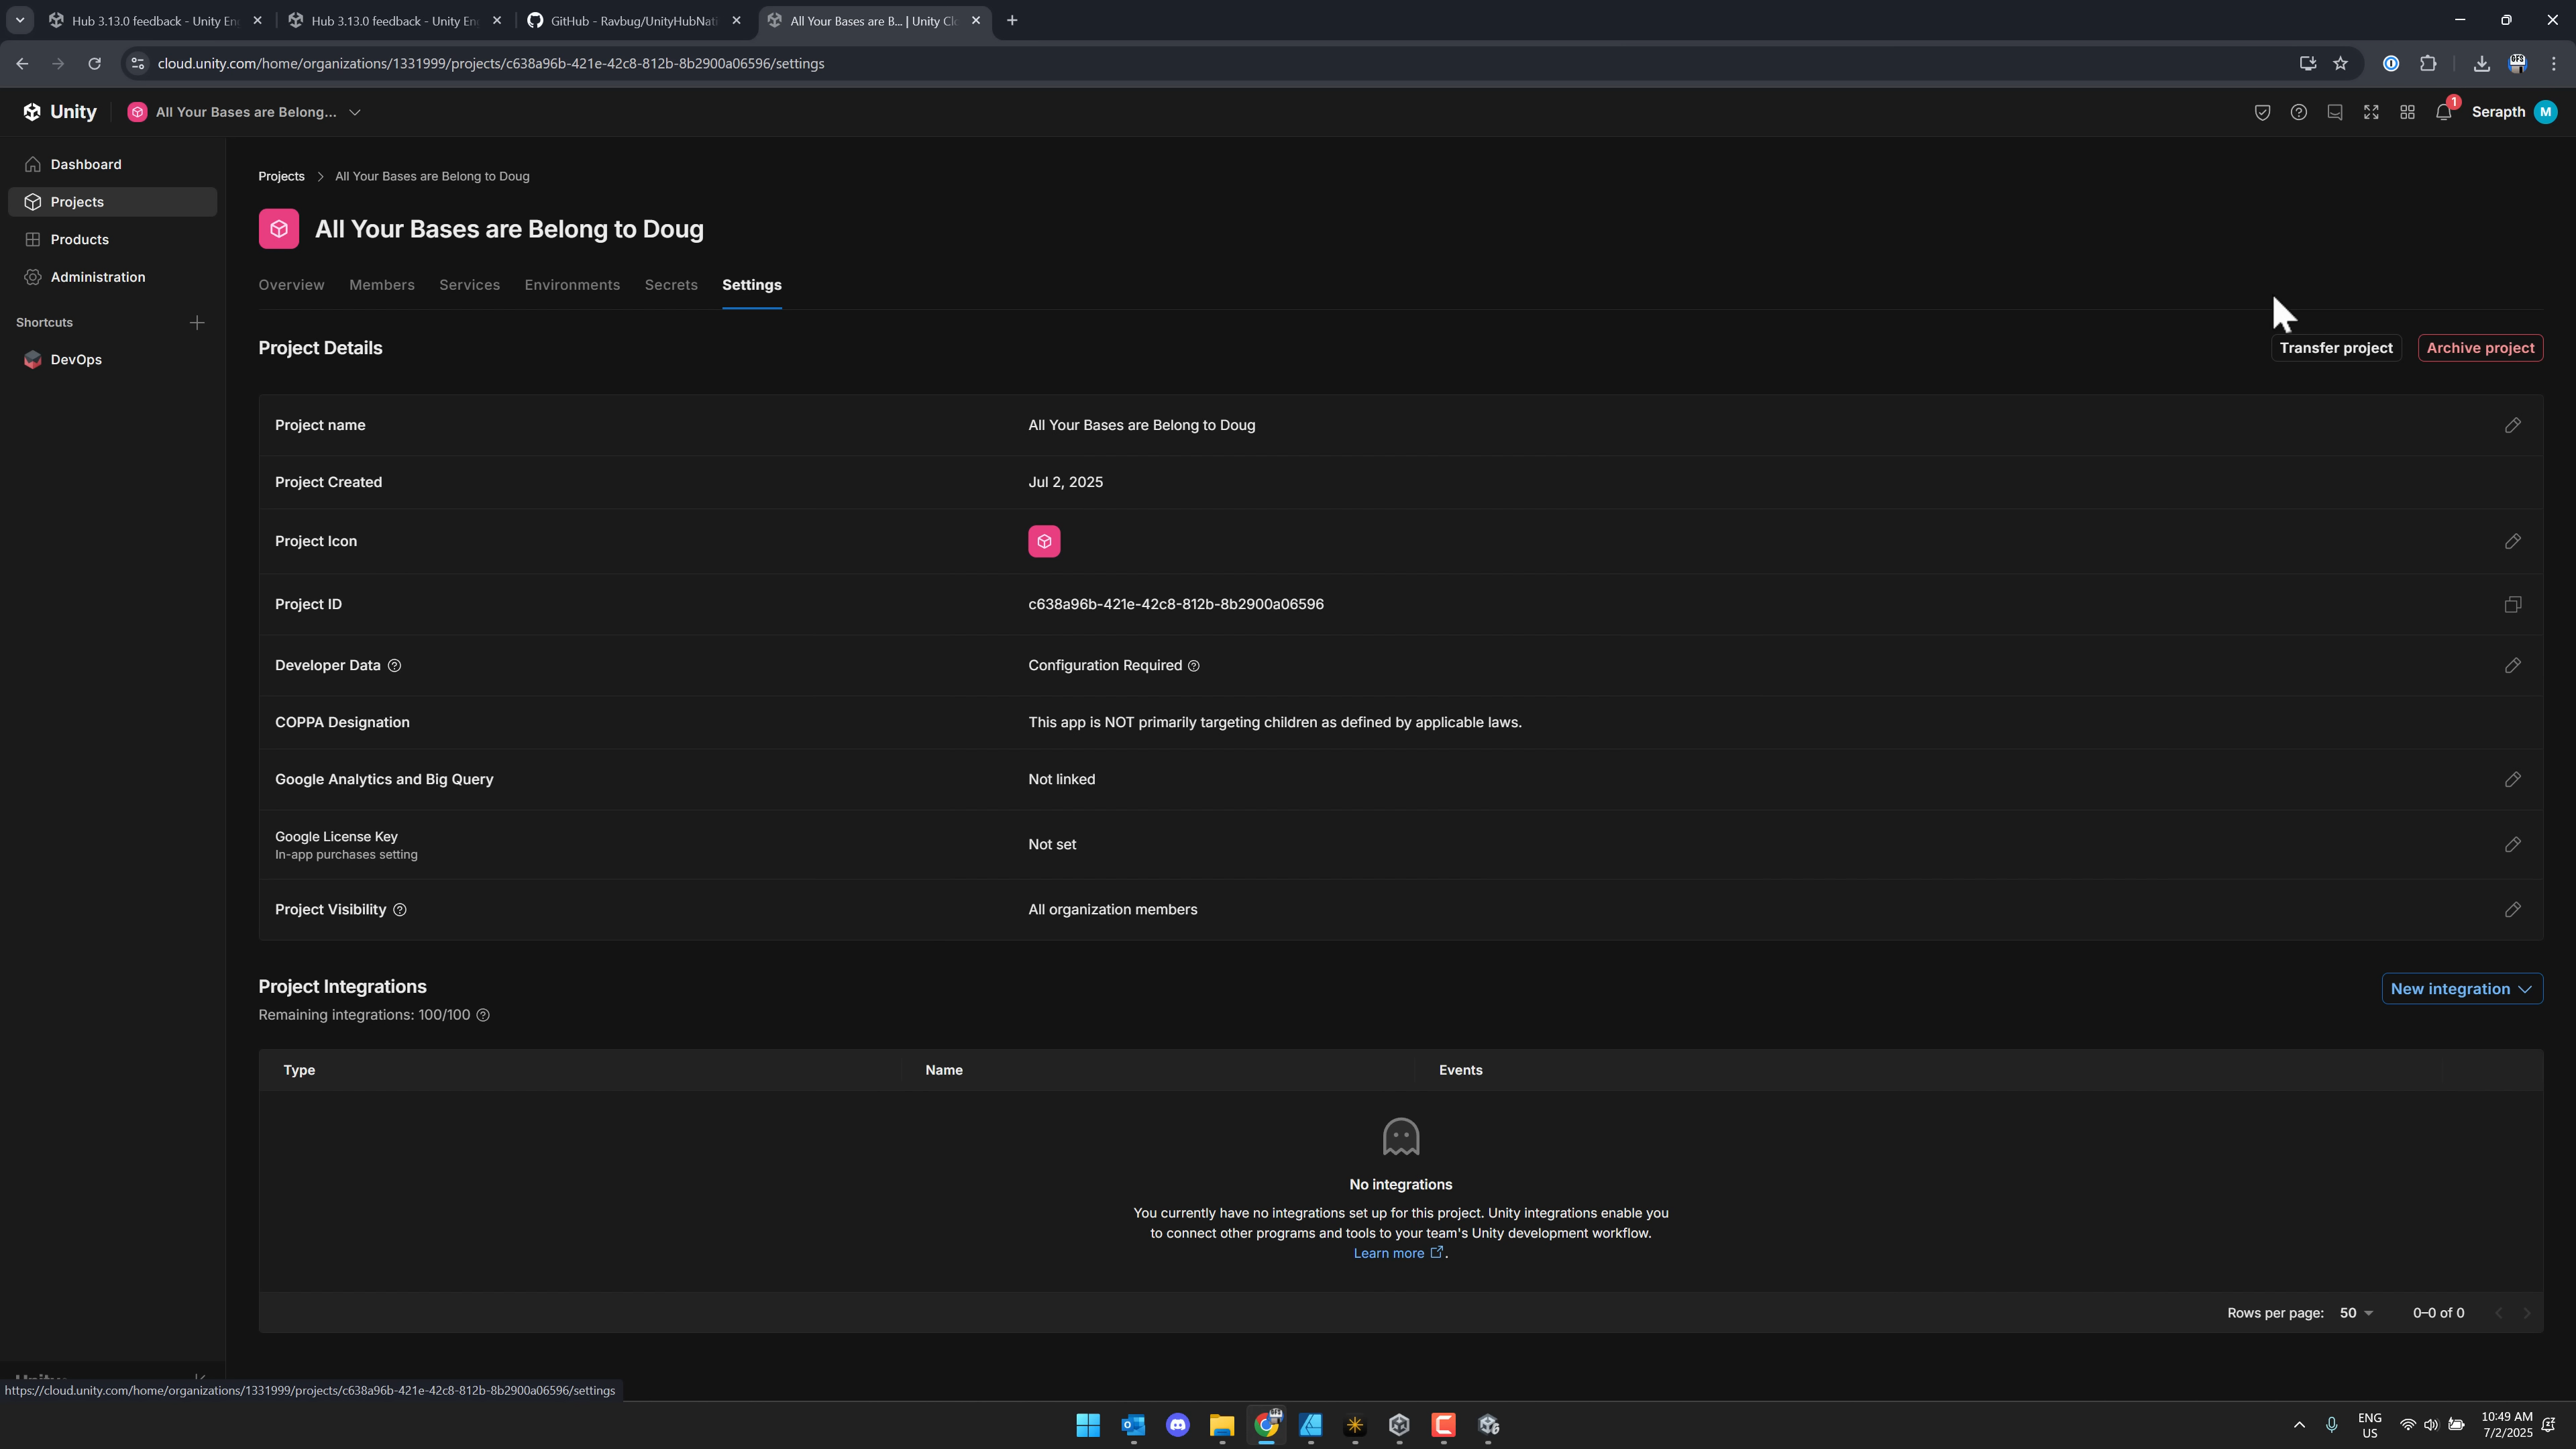 Hub 3.13.0 feedback - Unity En
Hub 3.13.0 feedback - Unity En
GitHub - Ravbug/UnityHubNati
All Your Bases are B... | Unity Cl
cloud.unity.com/home/organizations/1331999/projects/c638a96b-421e-42c8-812b-8b2900a06596/settings
Unity
All Your Bases are Belong...
1
Serapth
M
Dashboard
Projects
Products
Administration
Shortcuts
DevOps
Projects > All Your Bases are Belong to Doug
All Your Bases are Belong to Doug
Overview Members Services Environments Secrets Settings
Project Details
Transfer project
Archive project
Project name
All Your Bases are Belong to Doug
Project Created
Jul 2, 2025
Project Icon
Project ID
c638a96b-421e-42c8-812b-8b2900a06596
Developer Data
Configuration Required
COPPA Designation
This app is NOT primarily targeting children as defined by applicable laws.
Google Analytics and Big Query
Not linked
Google License Key
In-app purchases setting
Not set
Project Visibility
All organization members
Project Integrations
Remaining integrations: 100/100
New integration
Type Name Events
No integrations
You currently have no integrations set up for this project. Unity integrations enable you
to connect other programs and tools to your team's Unity development workflow.
Learn more .
Rows per page: 50 0–0 of 0
https://cloud.unity.com/home/organizations/1331999/projects/c638a96b-421e-42c8-812b-8b2900a06596/settings
ENG
US
10:49 AM
7/2/2025